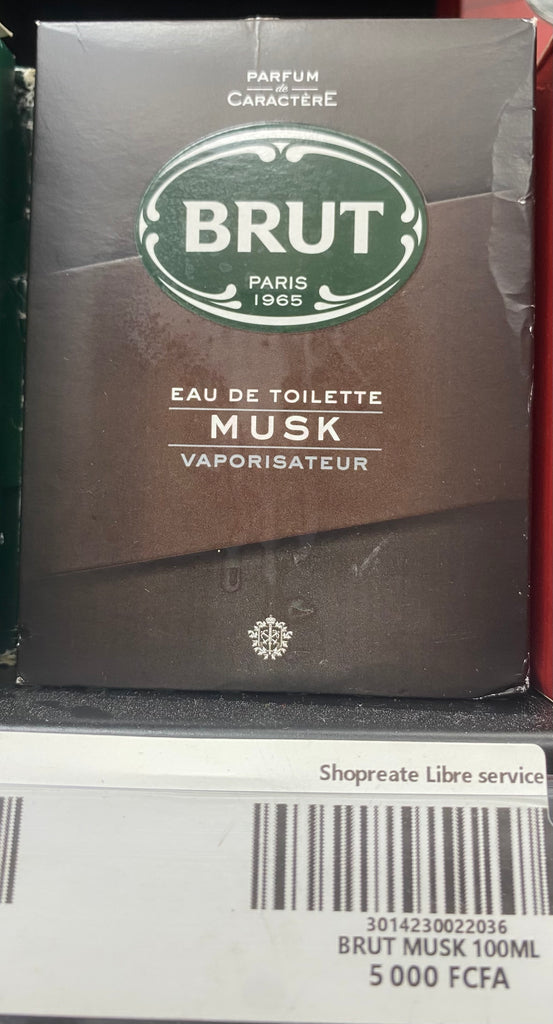 PARFUM
de
CARACTÈRE
BRUT
PARIS
1965
EAU DE TOILETTE
MUSK
VAPORISATEUR
Shopreate Libre service
3014230022036
BRUT MUSK 100ML
5 000 FCFA